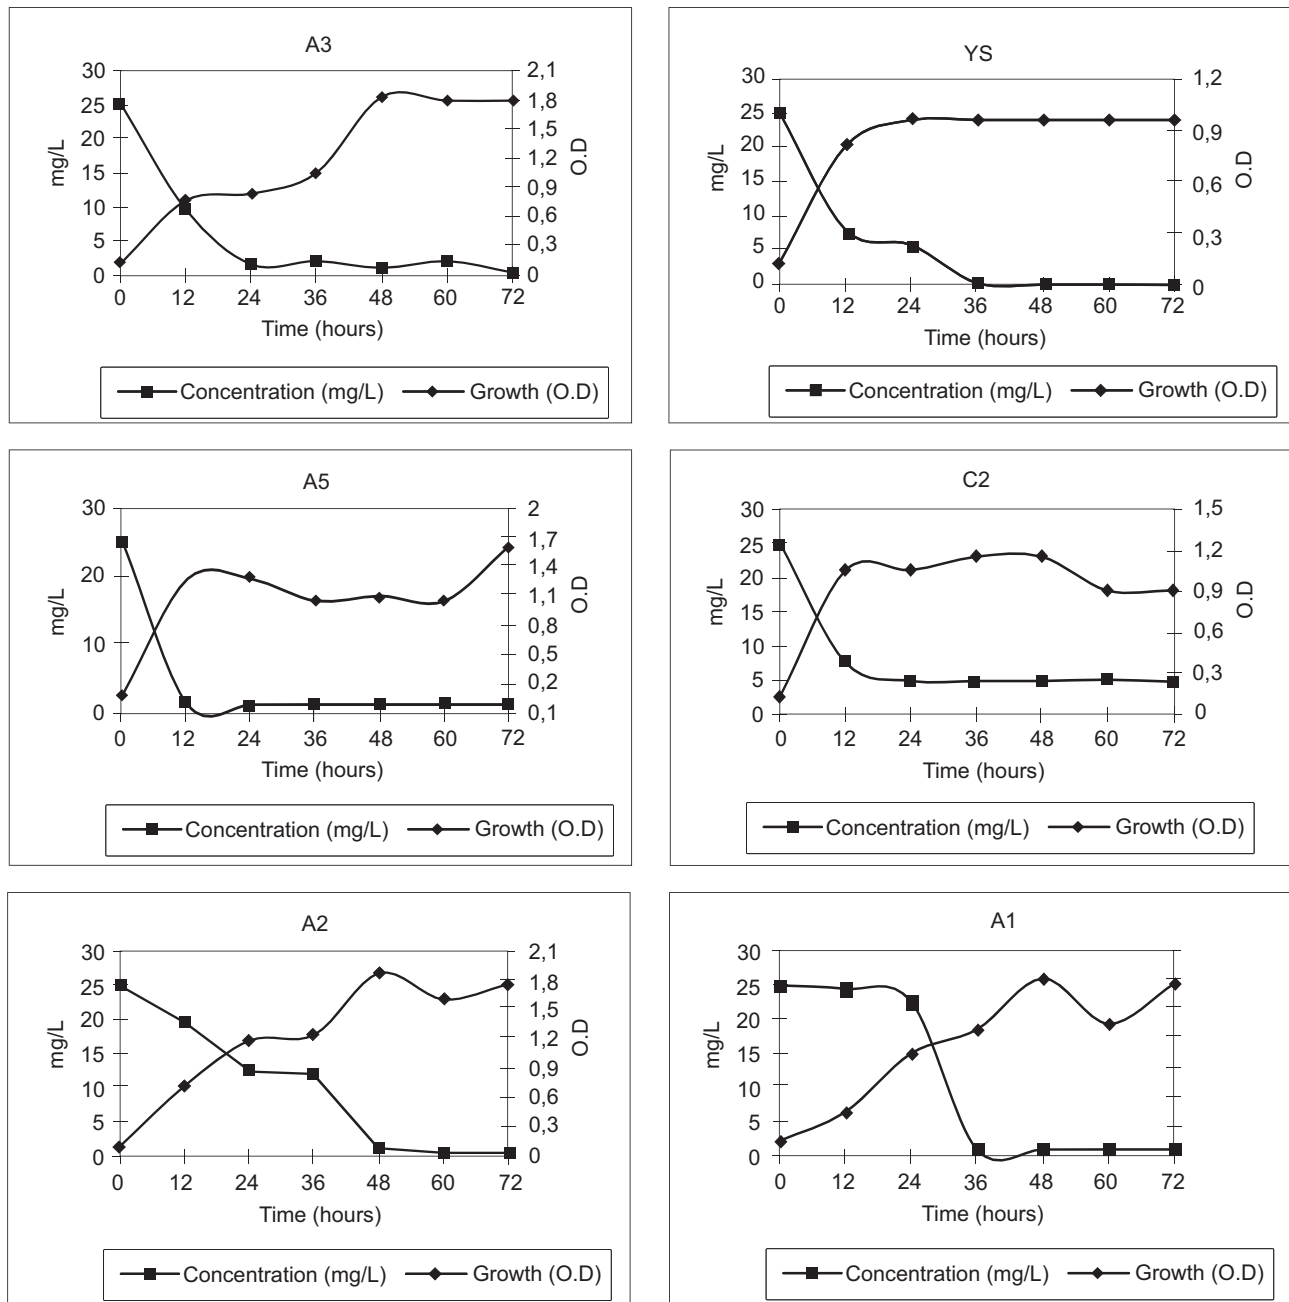 A3
30
25
20
15
10
5
0
mg/L
2,1
1,8
1,5
1,2
0,9
0,6
0,3
0
O.D
0 12 24 36 48 60 72
Time (hours)
Concentration (mg/L) Growth (O.D)
YS
30
25
20
15
10
5
0
mg/L
1,2
0,9
0,6
0,3
0
O.D
0 12 24 36 48 60 72
Time (hours)
Concentration (mg/L) Growth (O.D)
A5
30
20
10
0
mg/L
2
1,7
1,4
1,1
0,8
0,5
0,2
0,1
O.D
0 12 24 36 48 60 72
Time (hours)
Concentration (mg/L) Growth (O.D)
C2
30
25
20
15
10
5
0
mg/L
1,5
1,2
0,9
0,6
0,3
0
O.D
0 12 24 36 48 60 72
Time (hours)
Concentration (mg/L) Growth (O.D)
A2
30
25
20
15
10
5
0
mg/L
2,1
1,8
1,5
1,2
0,9
0,6
0,3
0
O.D
0 12 24 36 48 60 72
Time (hours)
Concentration (mg/L) Growth (O.D)
A1
30
25
20
15
10
5
0
mg/L
0 12 24 36 48 60 72
Time (hours)
Concentration (mg/L) Growth (O.D)